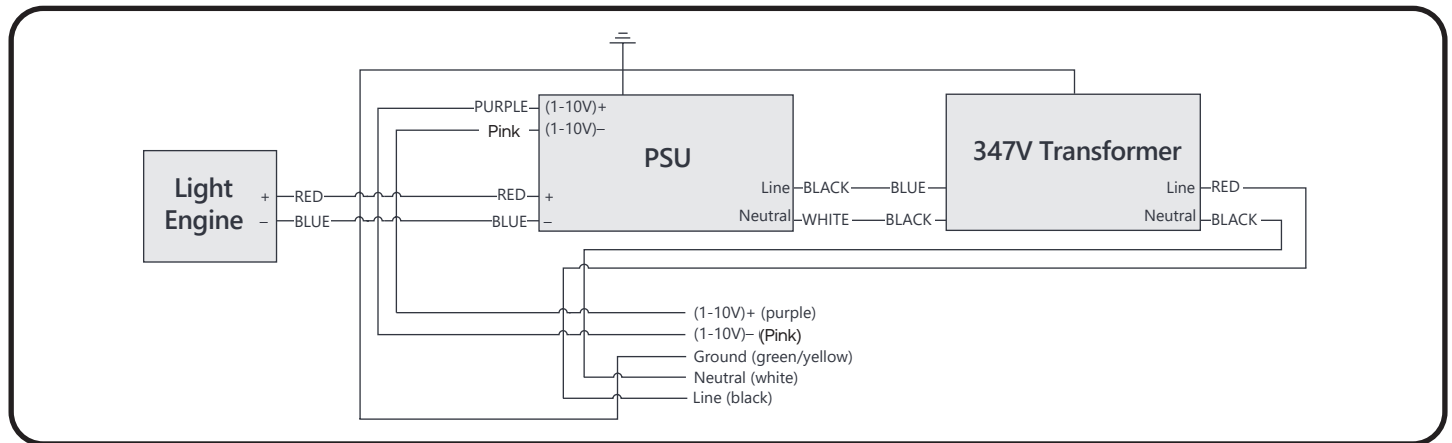 PURPLE
(1-10V)+
Pink
(1-10V)–
PSU
347V Transformer
Light
Engine
+
RED
RED
+
–
BLUE
BLUE
–
Line
BLACK
BLUE
Neutral
WHITE
BLACK
Line
RED
Neutral
BLACK
(1-10V)+ (purple)
(1-10V)– (Pink)
Ground (green/yellow)
Neutral (white)
Line (black)